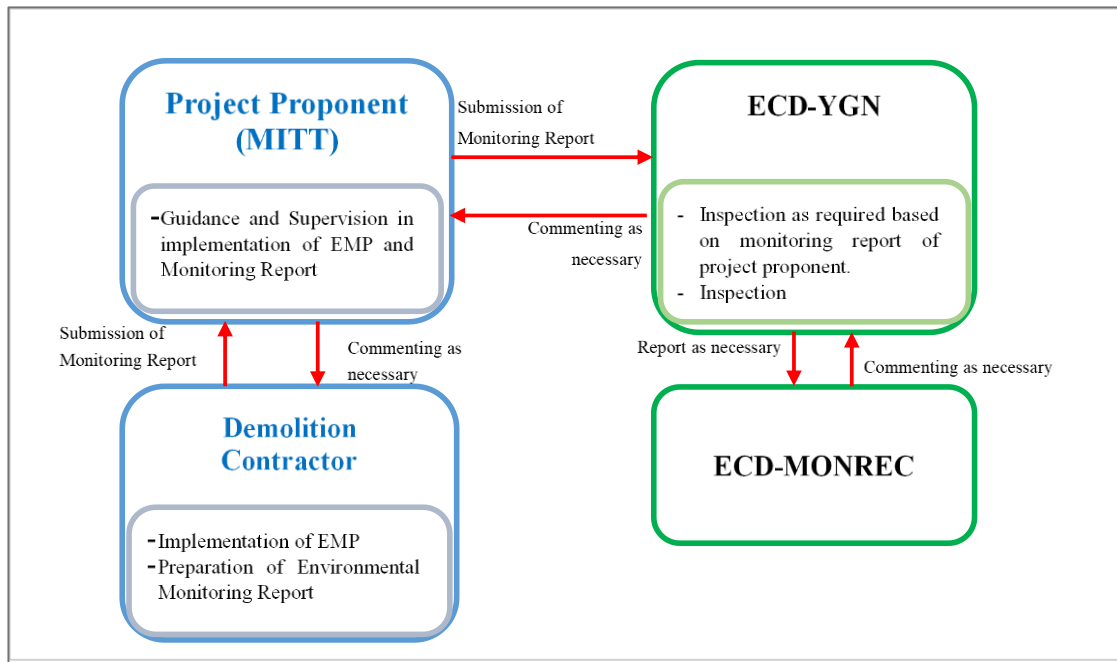 Project Proponent
(MITT)
-Guidance and Supervision in
implementation of EMP and
Monitoring Report
Submission of
Monitoring Report
Commenting as
necessary
ECD-YGN
- Inspection as required based
on monitoring report of
project proponent.
- Inspection
Submission of
Monitoring Report
Commenting as
necessary
Report as necessary
Commenting as necessary
Demolition
Contractor
-Implementation of EMP
-Preparation of Environmental
Monitoring Report
ECD-MONREC